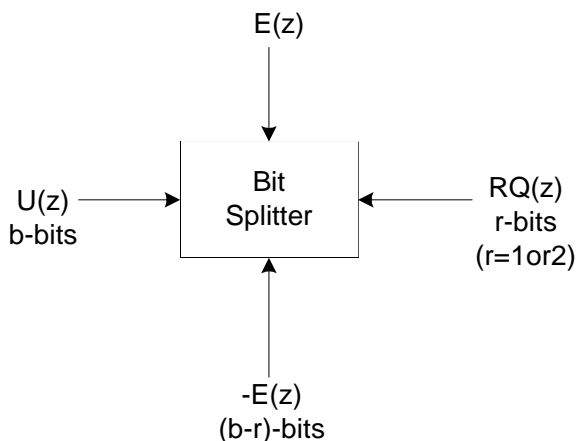 E(z)
Bit
Splitter
U(z)
b-bits
RQ(z)
r-bits
(r=1or2)
-E(z)
(b-r)-bits